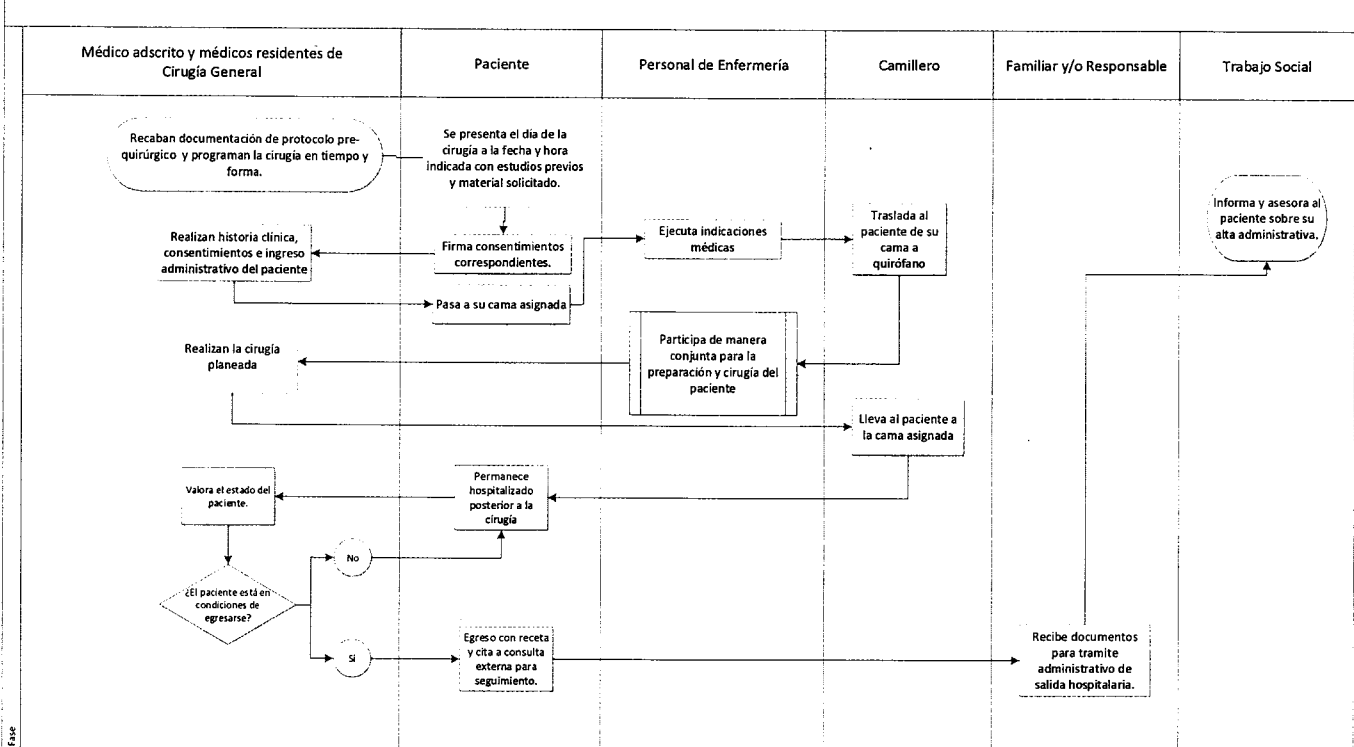 Médico adscrito y médicos residentes de
Cirugía General
Paciente
Personal de Enfermería
Camillero
Familiar y/o Responsable
Trabajo Social
Recaban documentación de protocolo pre-
quirúrgico y programan la cirugía en tiempo y
forma.
Se presenta el día de la
cirugía a la fecha y hora
indicada con estudios previos
y material solicitado.
Realizan historia clínica,
consentimientos e ingreso
administrativo del paciente
Firma consentimientos
correspondientes.
Ejecuta indicaciones
médicas
Traslada al
paciente de su
cama a
quirófano
Informa y asesora al
paciente sobre su
alta administrativa.
Pasa a su cama asignada
Realizan la cirugía
planeada
Participa de manera
conjunta para la
preparación y cirugía del
paciente
Lleva al paciente a
la cama asignada
Valora el estado del
paciente.
Permanece
hospitalizado
posterior a la
cirugía
No
¿El paciente está en
condiciones de
egresarse?
Si
Egreso con receta
y cita a consulta
externa para
seguimiento.
Recibe documentos
para tramite
administrativo de
salida hospitalaria.
Fase